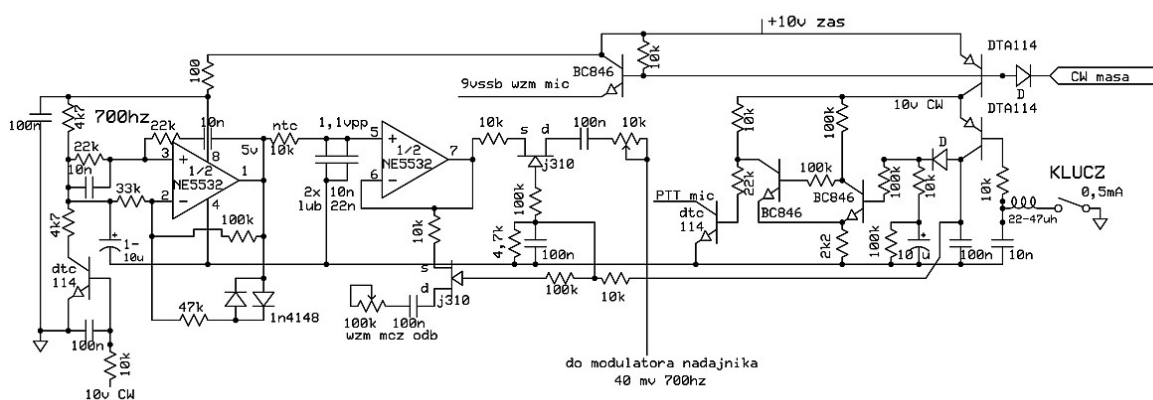 +10v zas
DTA114
100
10k
BC846
D
CW masa
9vssb wzm mic
10v CW
DTA114
100n
4k7
700hz
22k
10n
5v
ntc
10k
1,1vpp
22k
10n
3
+
8
1/2
NE5532
1
2
-
4
33k
5
+
1/2
NE5532
7
6
-
10k
s
d
j310
100n
10k
10k
100k
D
KLUCZ
0,5mA
22-47uh
2x
lub
10n
22n
100k
PTT mic
22k
dtc
114
BC846
100k
BC846
100k
10k
10k
4k7
+
1-
10u
100k
10k
4,7k
100n
2k2
100k
+
10
u
100n
10n
dtc
114
s
d
j310
100k
10k
47k
1n4148
100k
100n
wzm mcz odb
100n
10k
10v CW
do modulatora nadajnika
40 mv 700hz